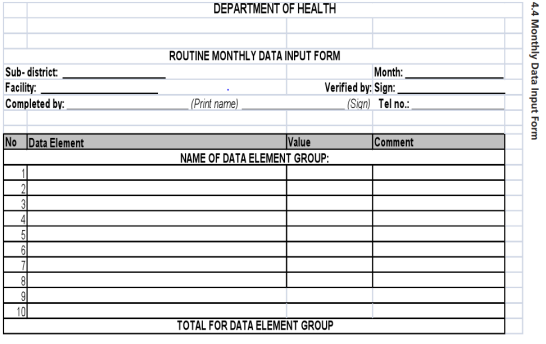 DEPARTMENT OF HEALTH
ROUTINE MONTHLY DATA INPUT FORM
Sub- district: Month:
Facility: Verified by: Sign:
Completed by: (Print name) (Sign) Tel no.:
No Data Element Value Comment
NAME OF DATA ELEMENT GROUP:
1
2
3
4
5
6
7
8
9
10
TOTAL FOR DATA ELEMENT GROUP
4.4 Monthly Data Input Form